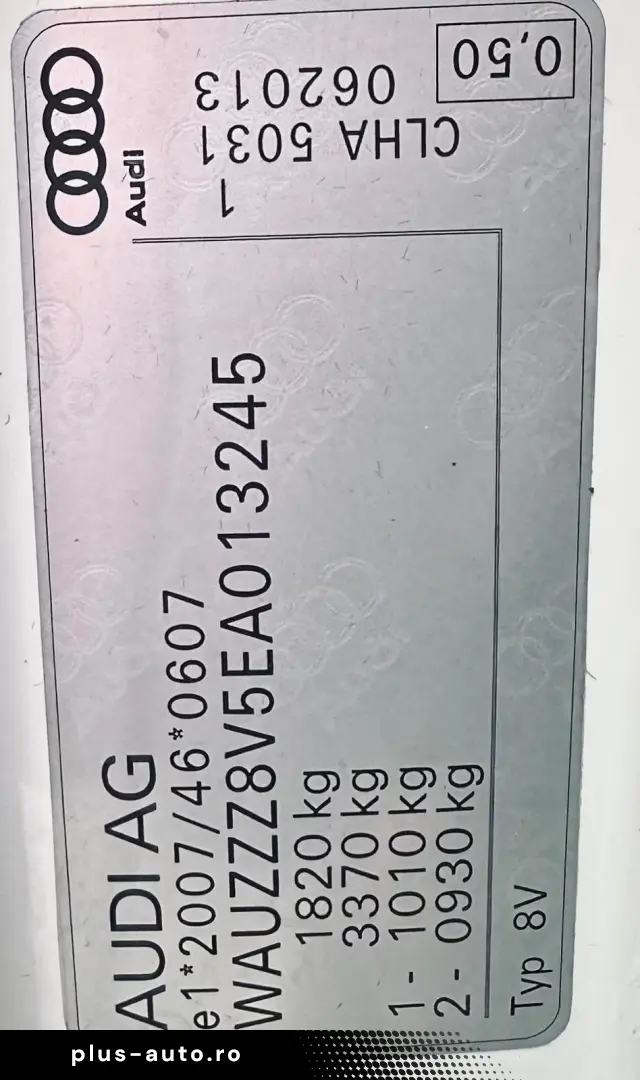 AUDI AG
e1*2007/46*0607
WAUZZZ8V5EA013245
1820 kg
3370 kg
1- 1010 kg
2- 0930 kg
Typ 8V
Audi
1
CLHA 5031
062013
0,50
plus-auto.ro